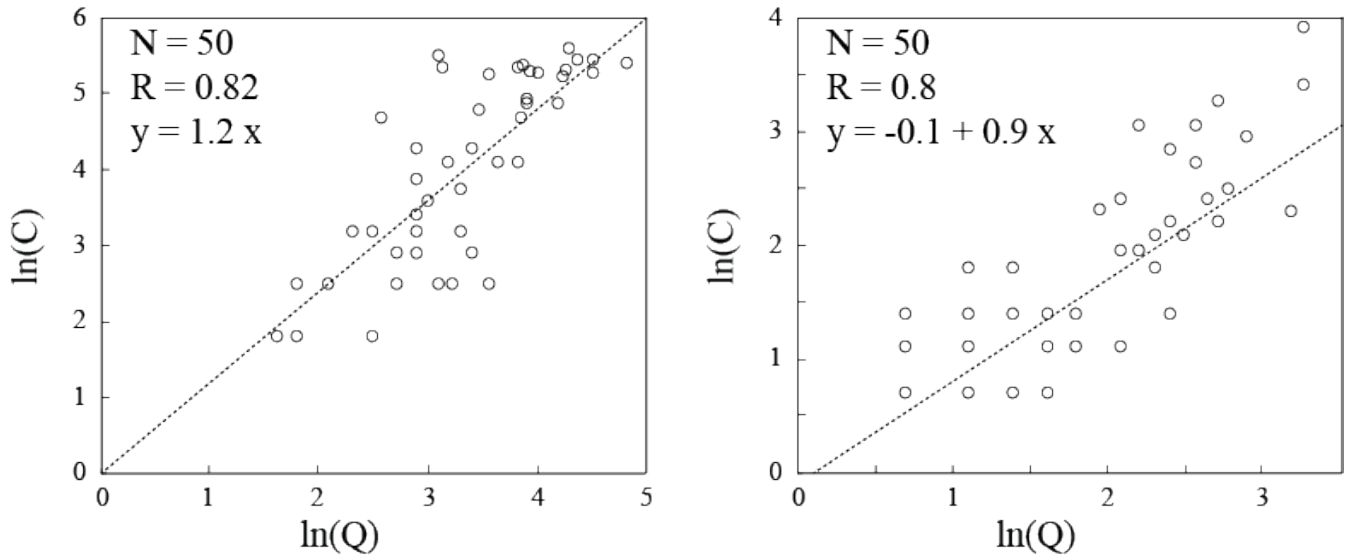 N = 50
R = 0.82
y = 1.2 x
6
5
4
3
2
1
0
ln(C)
0
1
2
3
4
5
ln(Q)
N = 50
R = 0.8
y = -0.1 + 0.9 x
4
3
2
1
0
ln(C)
0
1
2
3
ln(Q)